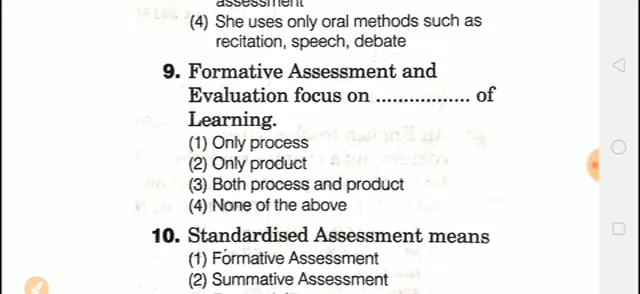 assessment
(4) She uses only oral methods such as
recitation, speech, debate
9. Formative Assessment and
Evaluation focus on ................. of
Learning.
(1) Only process
(2) Only product
(3) Both process and product
(4) None of the above
10. Standardised Assessment means
(1) Formative Assessment
(2) Summative Assessment